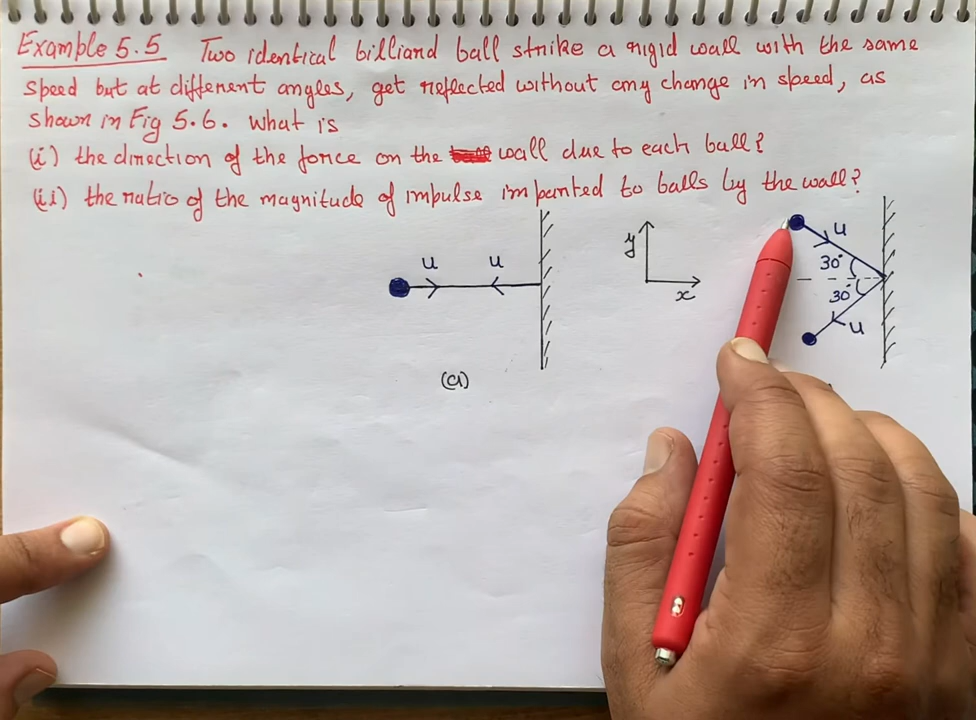 Example 5.5 Two identical billiard ball strike a rigid wall with the same
speed but at different angles, get reflected without any change in speed, as
shown in Fig 5.6. What is
(i) the direction of the force on the wall due to each ball?
(ii) the ratio of the magnitude of impulse imparted to balls by the wall?
u u
y
x
u
30°
30°
u
(a)